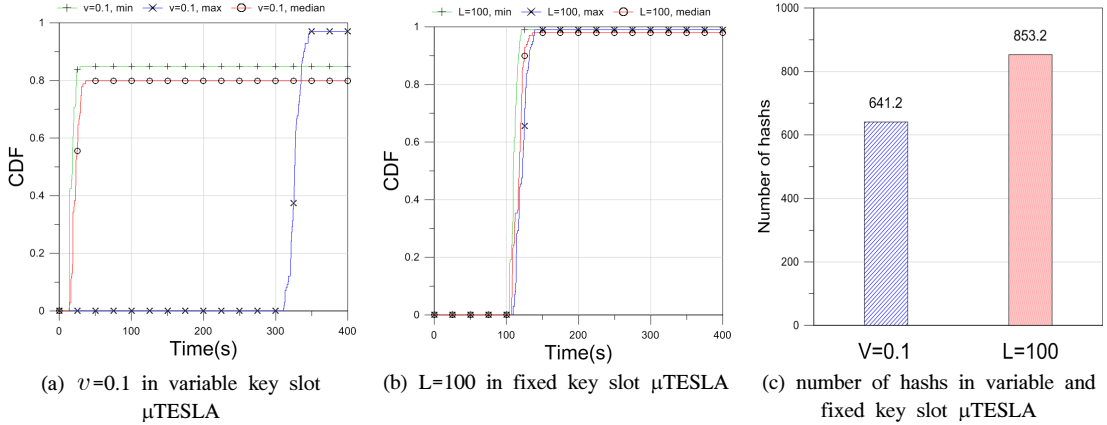 v=0.1, min v=0.1, max v=0.1, median
1
0.8
0.6
0.4
0.2
0
CDF
0 100 200 300 400
Time(s)
(a) v=0.1 in variable key slot
μTESLA
L=100, min L=100, max L=100, median
1
0.8
0.6
0.4
0.2
0
CDF
0 100 200 300 400
Time(s)
(b) L=100 in fixed key slot μTESLA
1000
800
600
400
200
0
Number of hashs
641.2
853.2
V=0.1 L=100
(c) number of hashs in variable and
fixed key slot μTESLA